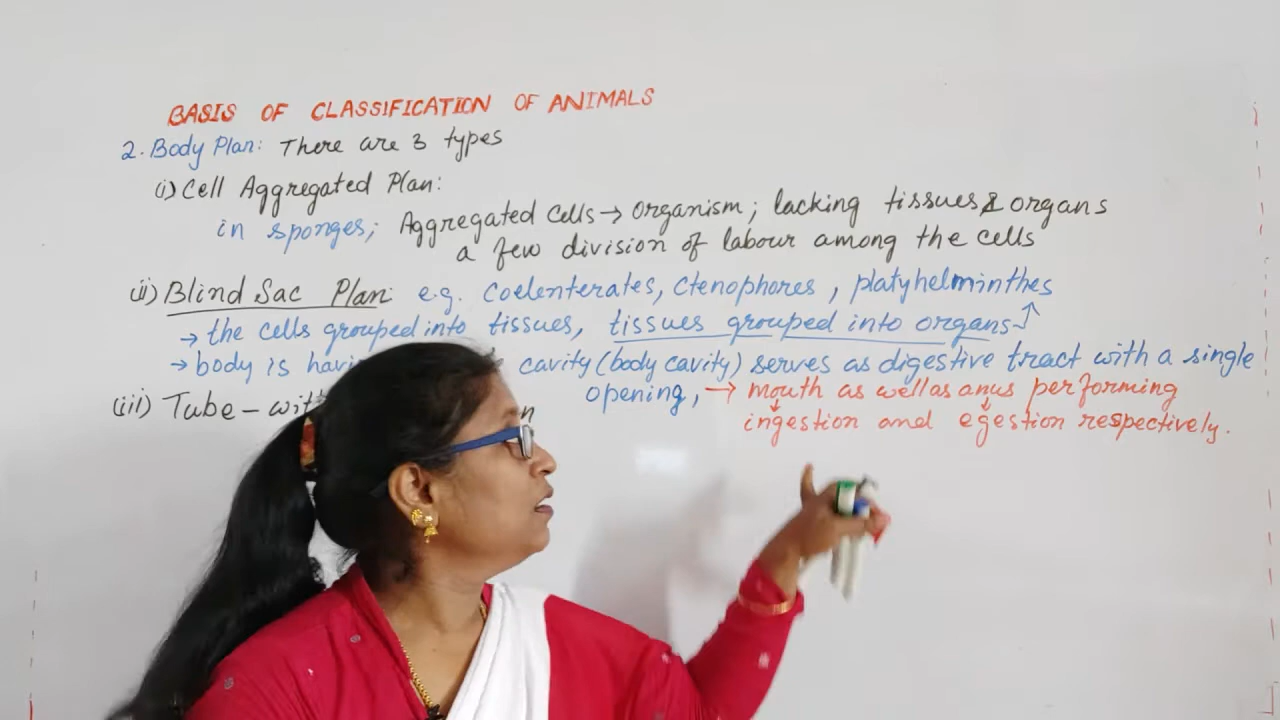 BASIS OF CLASSIFICATION OF ANIMALS
2. Body Plan: There are 3 types
(i) Cell Aggregated Plan:
in sponges; Aggregated Cells → Organism; lacking tissues & organs
a few division of labour among the cells
ii) Blind Sac Plan: e.g. Coelenterates, Ctenophores, platyhelminthes
→ the cells grouped into tissues, tissues grouped into organs
→ body is cavity (body cavity) serves as digestive tract with a single
opening, → mouth as well as anus performing
ingestion and egestion respectively.
(iii) Tube -